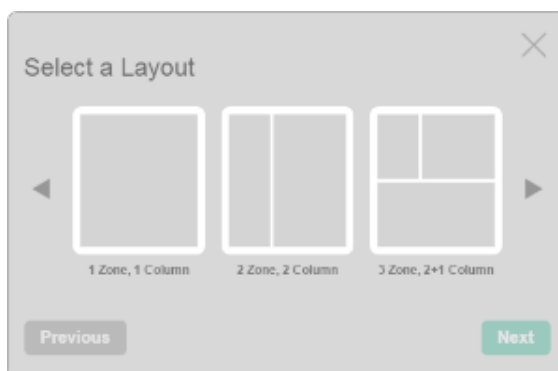 Select a Layout
1 Zone, 1 Column
2 Zone, 2 Column
3 Zone, 2+1 Column
Previous
Next